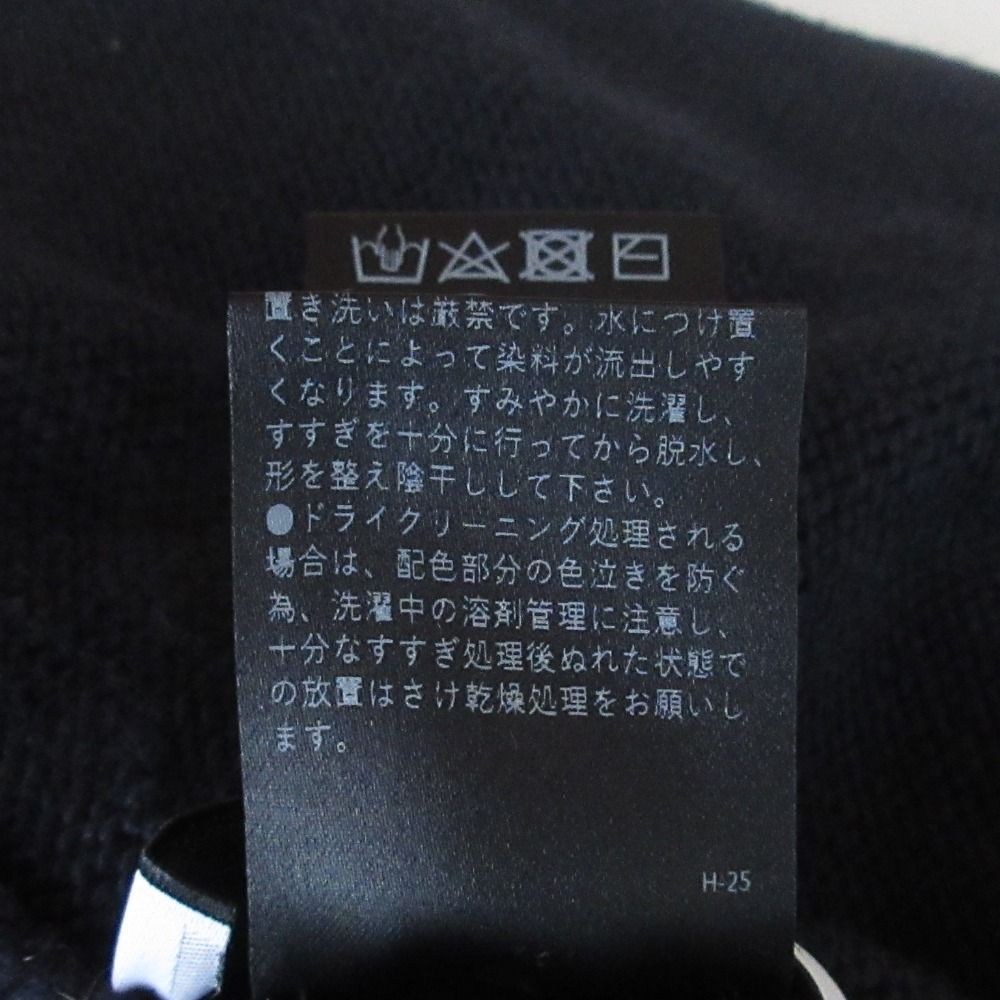 置き洗いは厳禁です。水につけ置
くことによって染料が流出しやす
くなります。すみやかに洗濯し、
すすぎを十分に行ってから脱水し、
形を整え陰干しして下さい。
●ドライクリーニング処理される
場合は、配色部分の色泣きを防ぐ
為、洗濯中の溶剤管理に注意し、
十分なすすぎ処理後ぬれた状態で
の放置はさけ乾燥処理をお願いし
ます。
H-25